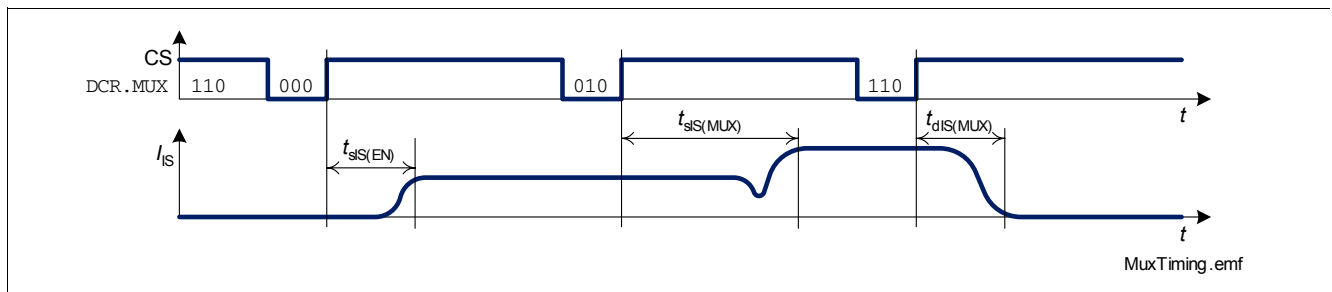 CS
DCR.MUX 110 000 010 110
t
tsIS(EN) tsIS(MUX) tdIS(MUX)
IIS
t
MuxTiming.emf